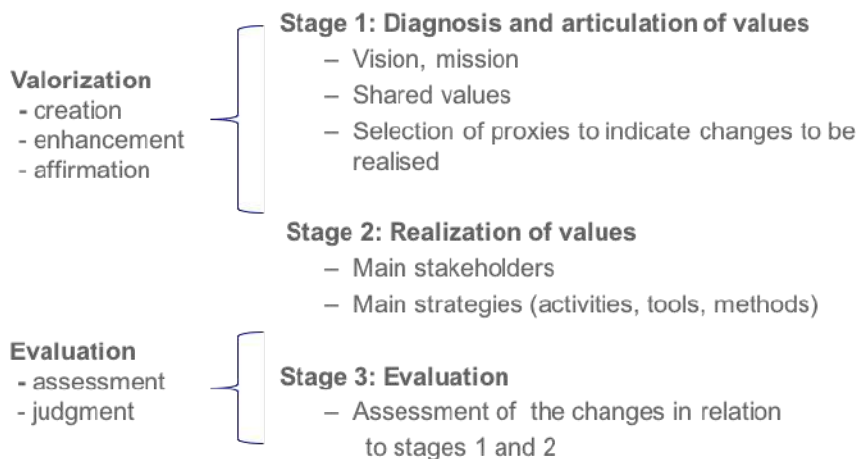 Valorization
- creation
- enhancement
- affirmation
Stage 1: Diagnosis and articulation of values
– Vision, mission
– Shared values
– Selection of proxies to indicate changes to be
realised
Stage 2: Realization of values
– Main stakeholders
– Main strategies (activities, tools, methods)
Evaluation
- assessment
- judgment
Stage 3: Evaluation
– Assessment of the changes in relation
to stages 1 and 2